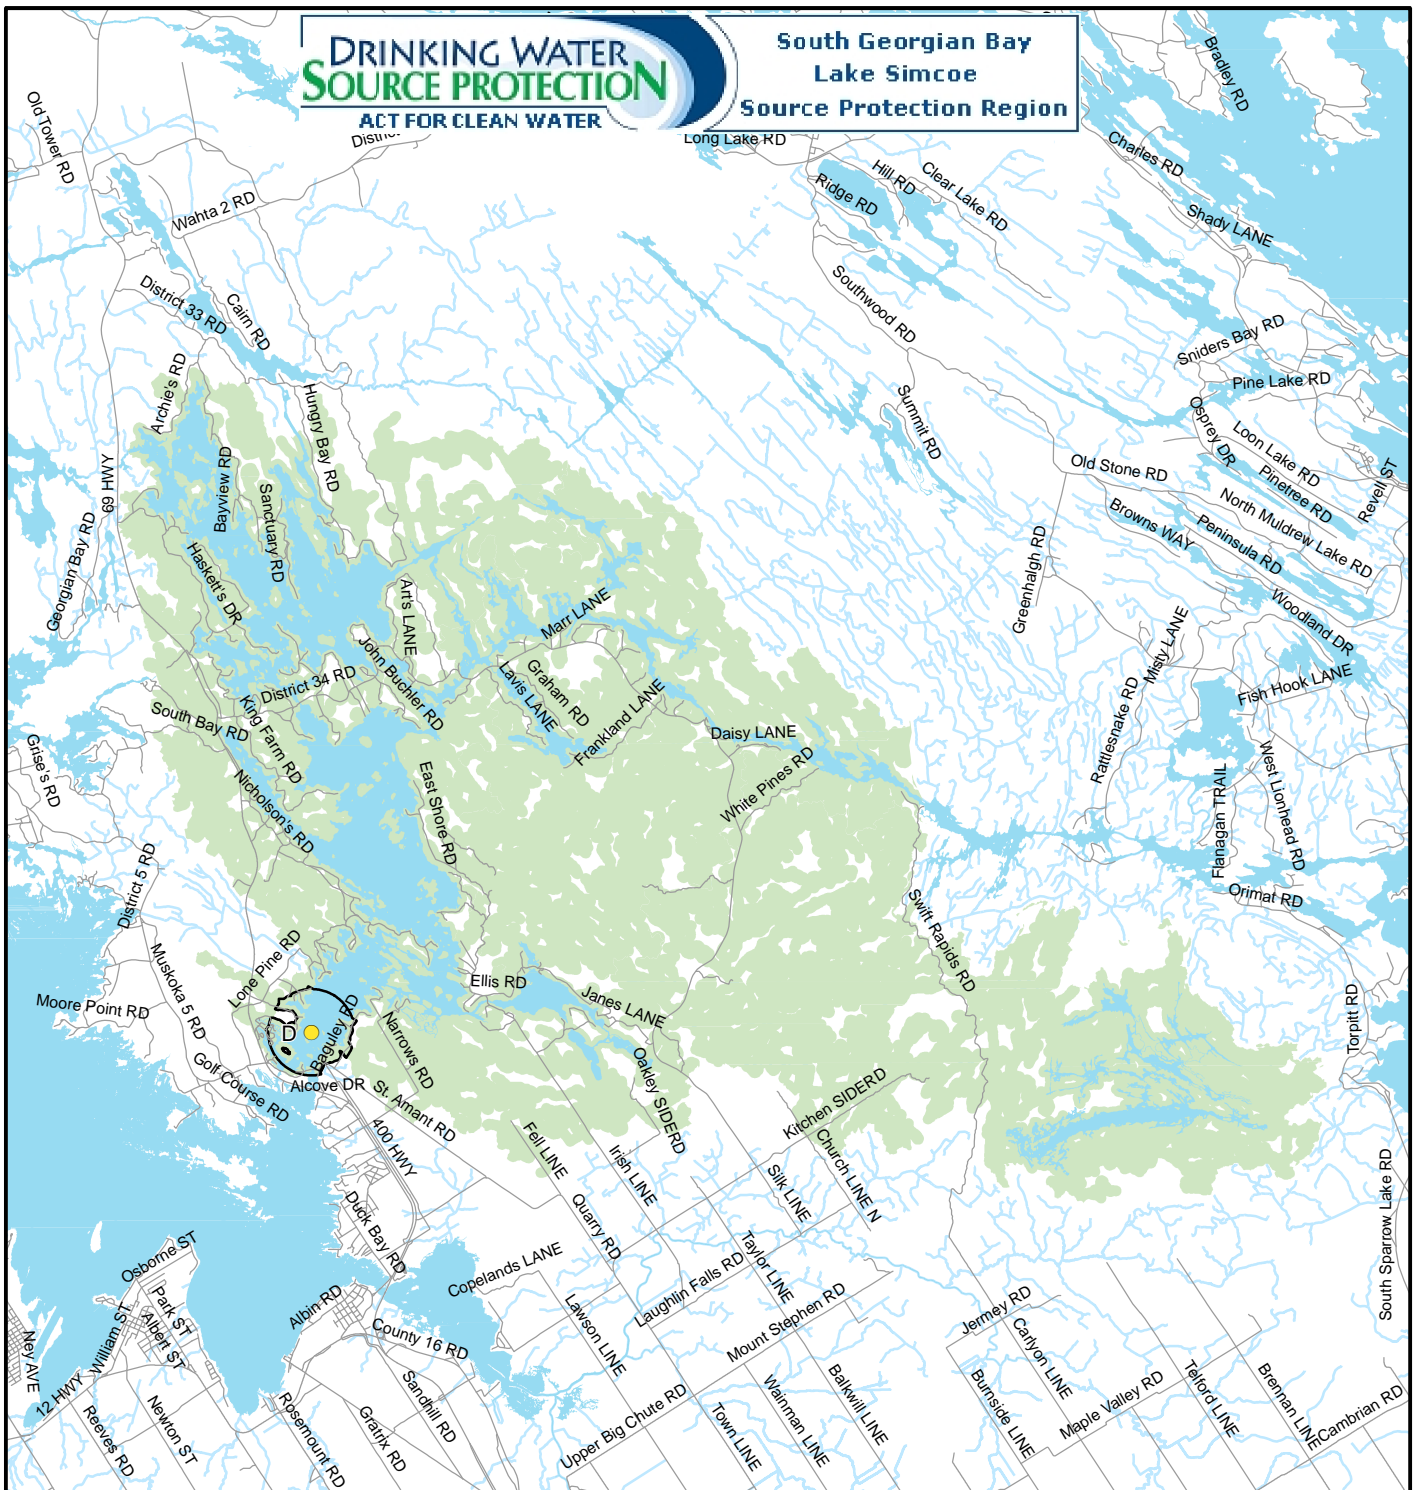 DRINKING WATER
SOURCE PROTECTION
ACT FOR CLEAN WATER
South Georgian Bay
Lake Simcoe
Source Protection Region
Bradley RD
Old Tower RD
Long Lake RD
Charles RD
Hill RD
Clear Lake RD
Ridge RD
Wahta 2 RD
Shady LANE
District 33 RD
Cairn RD
Southwood RD
Sniders Bay RD
Pine Lake RD
Archie's RD
Hungry Bay RD
Summit RD
Osprey DR
Loon Lake RD
Bayview RD
69 HWY
Sanctuary RD
Old Stone RD
Pinetree RD
Revell ST
North Muldrew Lake RD
Browns WAY
Peninsula RD
Georgian Bay RD
Haskett's DR
Greenhalgh RD
Art's LANE
Marr LANE
Woodland DR
Misty LANE
John Buchler RD
District 34 RD
Lavis LANE
Graham RD
Frankland LANE
Fish Hook LANE
South Bay RD
King Farm RD
Rattlesnake RD
Daisy LANE
Grise's RD
White Pines RD
Nicholson's RD
East Shore RD
Flanagan TRAIL
West Lionhead RD
District 5 RD
Orimat RD
Swift Rapids RD
Lone Pine RD
Muskoka 5 RD
Ellis RD
Janes LANE
Moore Point RD
D
Baguley RD
Narrows RD
Torpitt RD
Oakley SIDERD
Golf Course RD
Alcove DR
St. Amant RD
Kitchen SIDERD
400 HWY
Fell LINE
Irish LINE
Church LINE N
Silk LINE
South Sparrow Lake RD
Duck Bay RD
Quarry RD
Osborne ST
Taylor LINE
Copelands LANE
Laughlin Falls RD
Park ST
Albin RD
Albert ST
William ST
Lawson LINE
Mount Stephen RD
Jermey RD
Carlyon LINE
County 16 RD
Ney AVE
12 HWY
Sandhill RD
Balkwill LINE
Wainman LINE
Burnside LINE
Maple Valley RD
Telford LINE
Brennan LINE
Cambrian RD
Reeves RD
Newton ST
Rosemount RD
Gratrix RD
Upper Big Chute RD
Town LINE